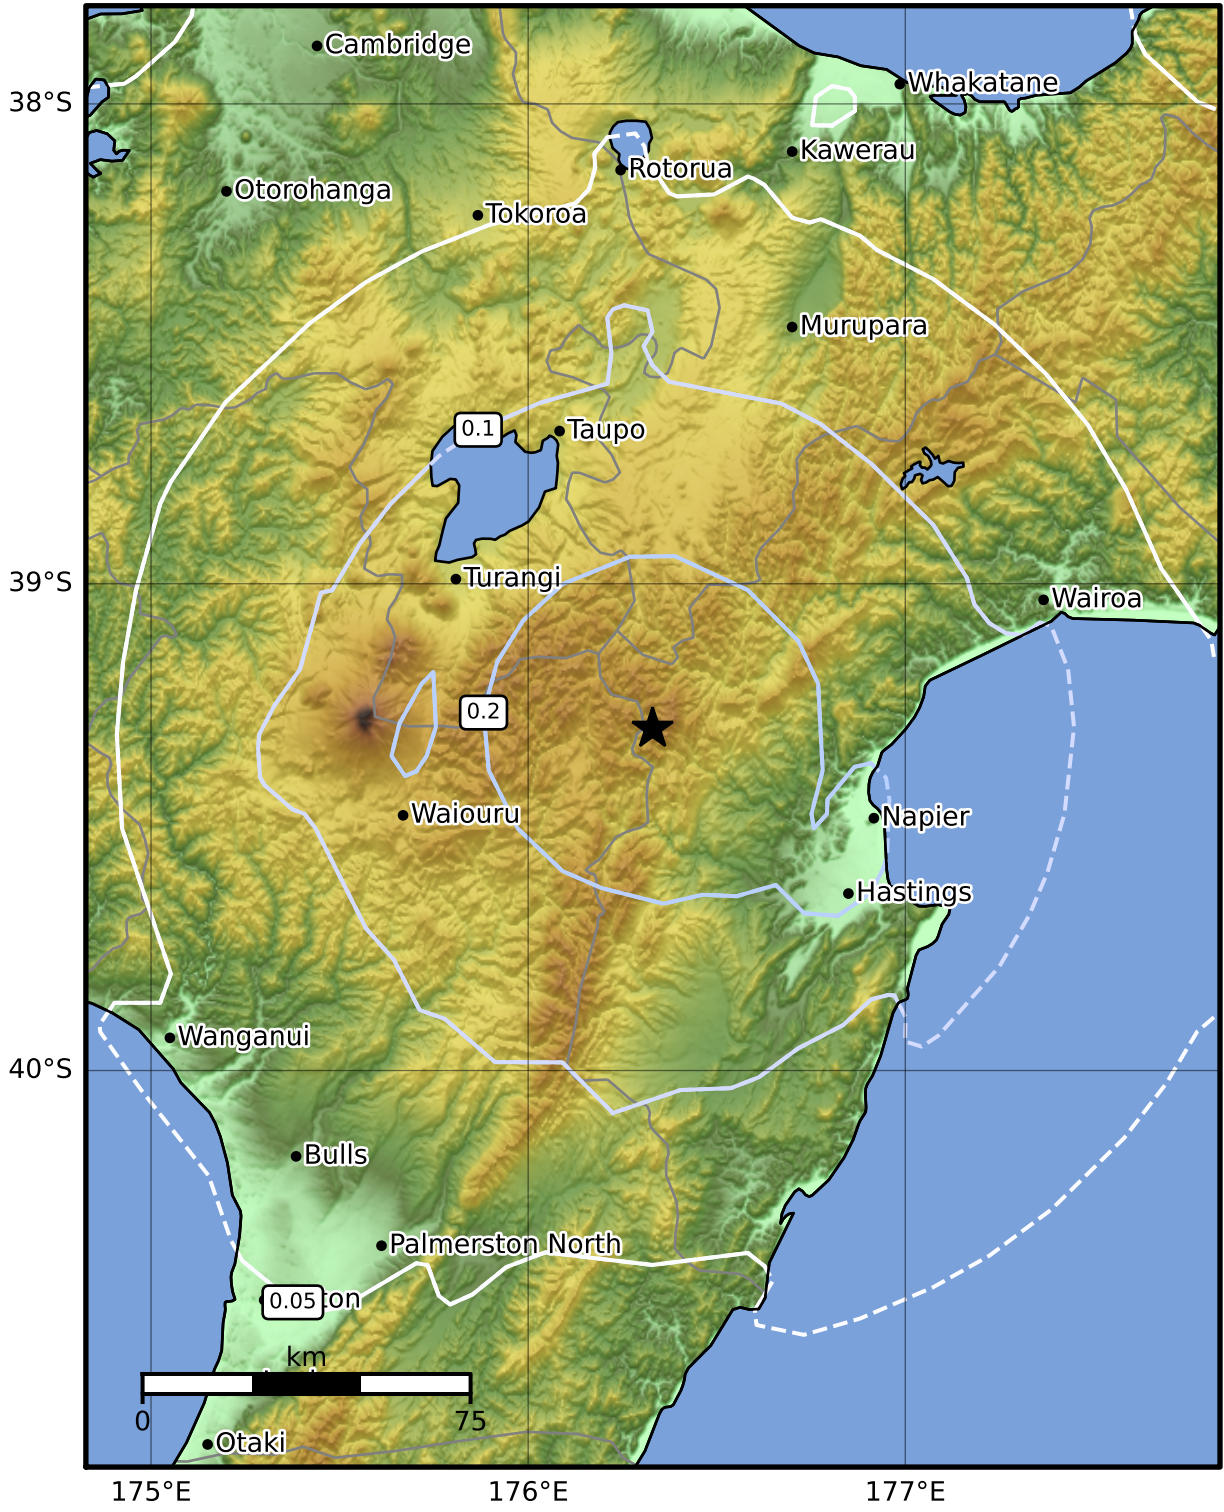 Cambridge
Whakatane
38°S
Kawerau
Rotorua
Otorohanga
Tokoroa
Murupara
0.1
Taupo
Turangi
39°S
Wairoa
0.2
Waiouru
Napier
Hastings
Wanganui
40°S
Bulls
Palmerston North
0.05
ton
km
0
75
Otaki
175°E
176°E
177°E